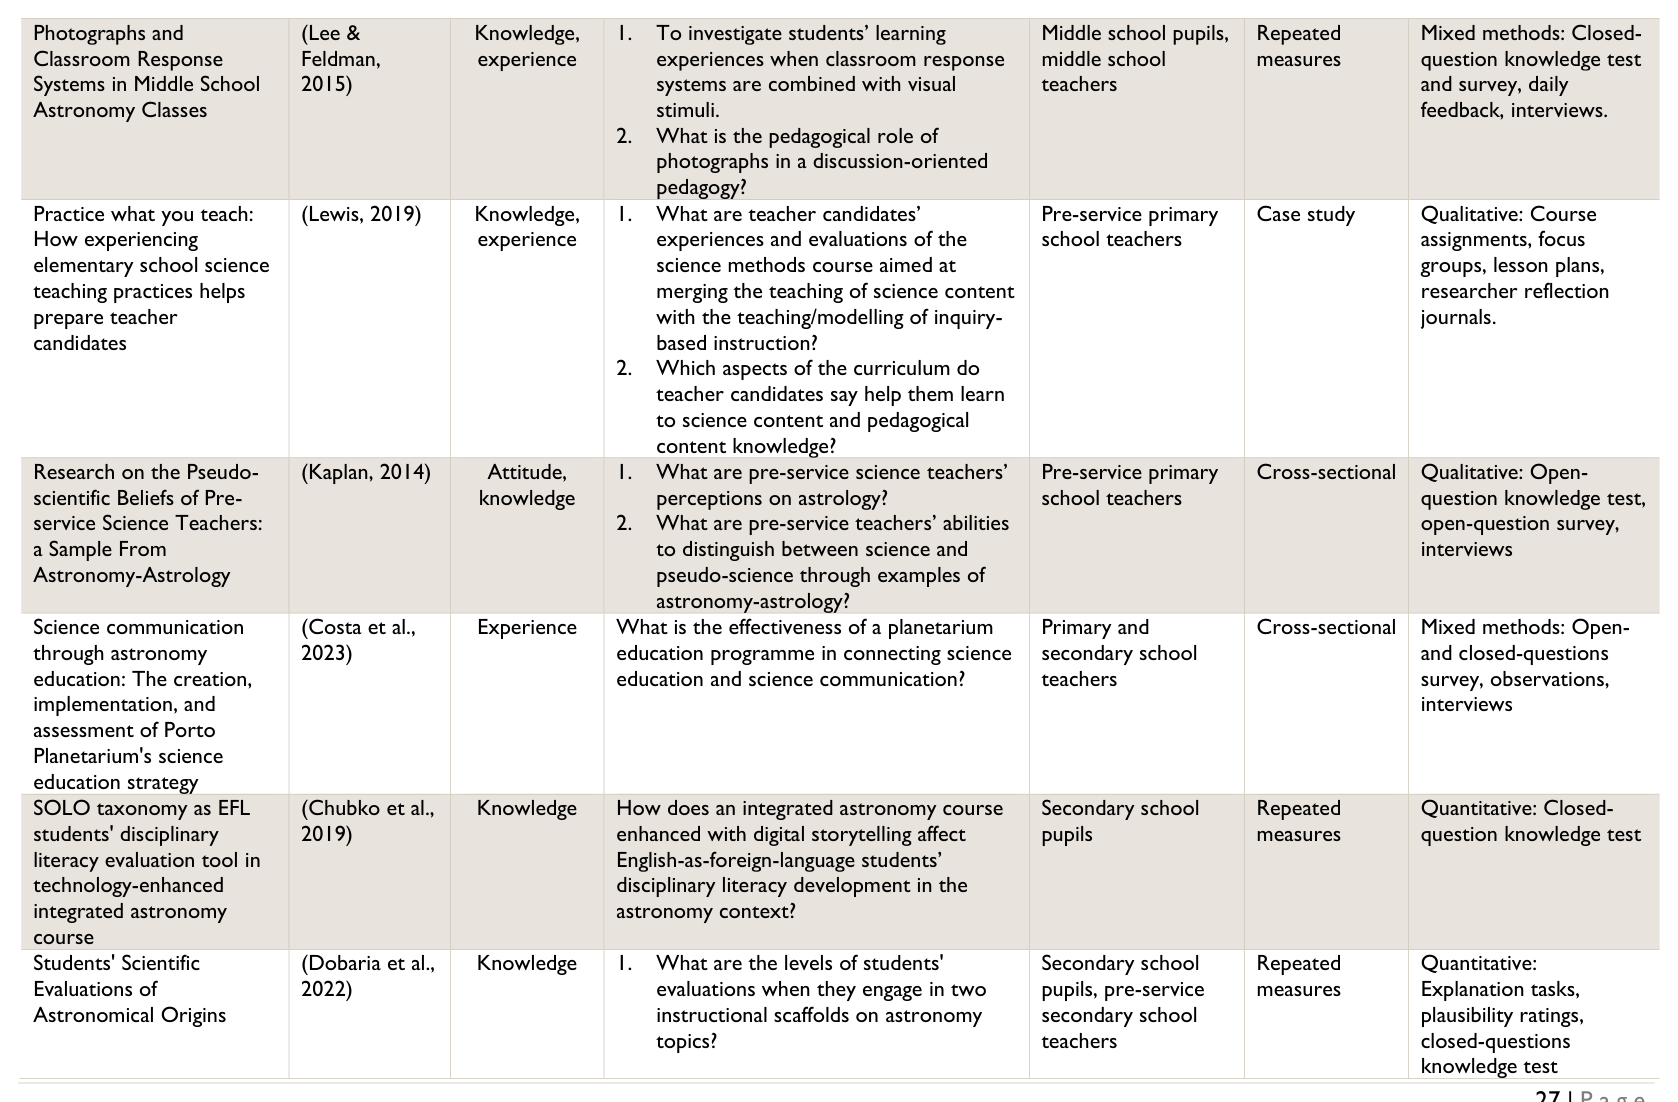 Photographs and
Classroom Response
Systems in Middle School
Astronomy Classes
(Lee &
Feldman,
2015)
Knowledge,
experience
1. To investigate students’ learning
experiences when classroom response
systems are combined with visual
stimuli.
2. What is the pedagogical role of
photographs in a discussion-oriented
pedagogy?
Middle school pupils,
middle school
teachers
Repeated
measures
Mixed methods: Closed-
question knowledge test
and survey, daily
feedback, interviews.
Practice what you teach:
How experiencing
elementary school science
teaching practices helps
prepare teacher
candidates
(Lewis, 2019)
Knowledge,
experience
1. What are teacher candidates’
experiences and evaluations of the
science methods course aimed at
merging the teaching of science content
with the teaching/modelling of inquiry-
based instruction?
2. Which aspects of the curriculum do
teacher candidates say help them learn
to science content and pedagogical
content knowledge?
Pre-service primary
school teachers
Case study
Qualitative: Course
assignments, focus
groups, lesson plans,
researcher reflection
journals.
Research on the Pseudo-
scientific Beliefs of Pre-
service Science Teachers:
a Sample From
Astronomy-Astrology
(Kaplan, 2014)
Attitude,
knowledge
1. What are pre-service science teachers’
perceptions on astrology?
2. What are pre-service teachers’ abilities
to distinguish between science and
pseudo-science through examples of
astronomy-astrology?
Pre-service primary
school teachers
Cross-sectional
Qualitative: Open-
question knowledge test,
open-question survey,
interviews
Science communication
through astronomy
education: The creation,
implementation, and
assessment of Porto
Planetarium's science
education strategy
(Costa et al.,
2023)
Experience
What is the effectiveness of a planetarium
education programme in connecting science
education and science communication?
Primary and
secondary school
teachers
Cross-sectional
Mixed methods: Open-
and closed-questions
survey, observations,
interviews
SOLO taxonomy as EFL
students' disciplinary
literacy evaluation tool in
technology-enhanced
integrated astronomy
course
(Chubko et al.,
2019)
Knowledge
How does an integrated astronomy course
enhanced with digital storytelling affect
English-as-foreign-language students’
disciplinary literacy development in the
astronomy context?
Secondary school
pupils
Repeated
measures
Quantitative: Closed-
question knowledge test
Students' Scientific
Evaluations of
Astronomical Origins
(Dobaria et al.,
2022)
Knowledge
1. What are the levels of students'
evaluations when they engage in two
instructional scaffolds on astronomy
topics?
Secondary school
pupils, pre-service
secondary school
teachers
Repeated
measures
Quantitative:
Explanation tasks,
plausibility ratings,
closed-questions
knowledge test
27 | Page